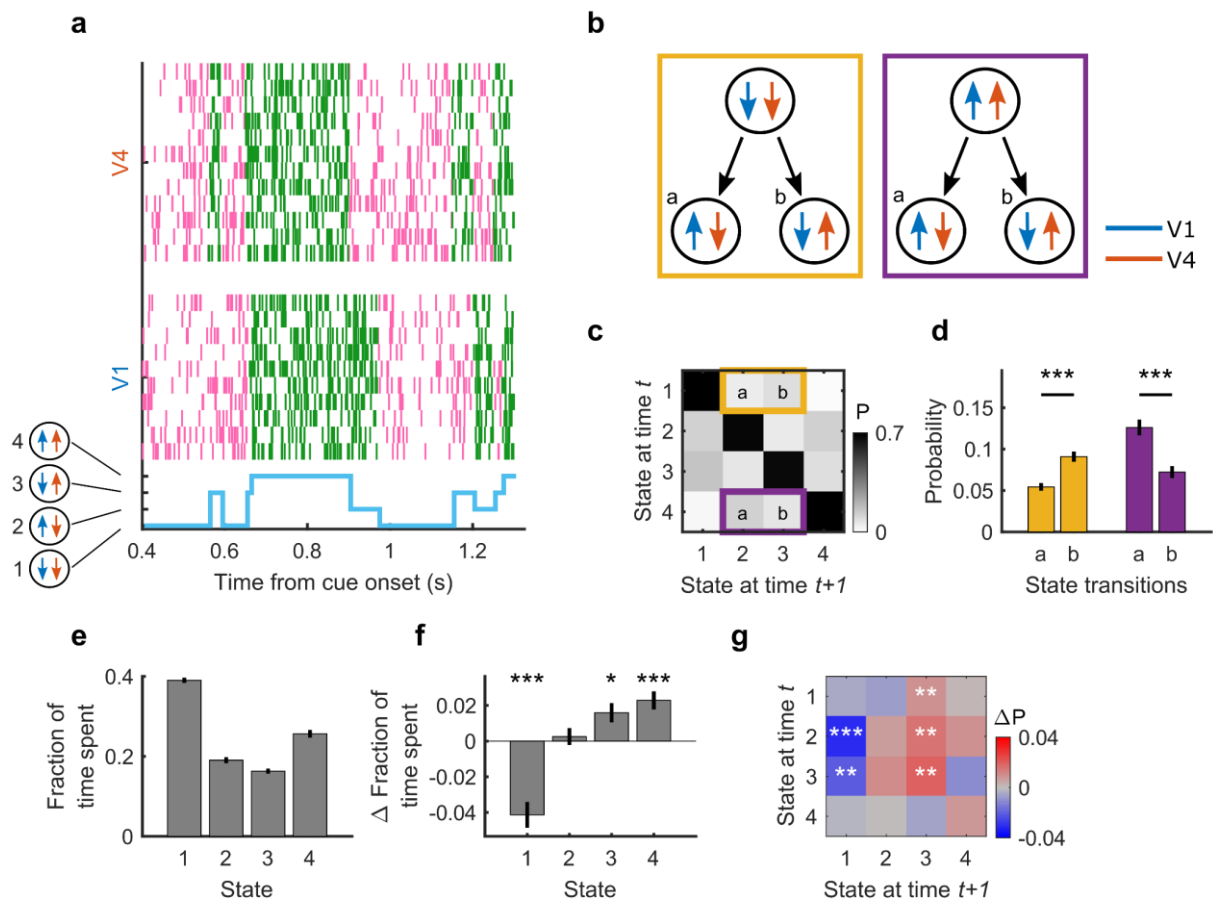 a
V4
V1
4
3
2
1
0.4
0.6
0.8
1
1.2
Time from cue onset (s)
b
a
b
a
b
V1
V4
c
State at time t
1
2
3
4
a
b
a
b
1
2
3
4
State at time t+1
P
0.7
0
d
Probability
0.15
0.10
0.05
0
***
***
a
b
a
b
State transitions
e
Fraction of
time spent
0.4
0.2
0
1
2
3
4
State
f
Δ Fraction of
time spent
0.02
0
-0.02
-0.04
***
*
***
1
2
3
4
State
g
State at time t
1
2
3
4
**
***
**
**
**
1
2
3
4
State at time t+1
ΔP
0.04
0
-0.04